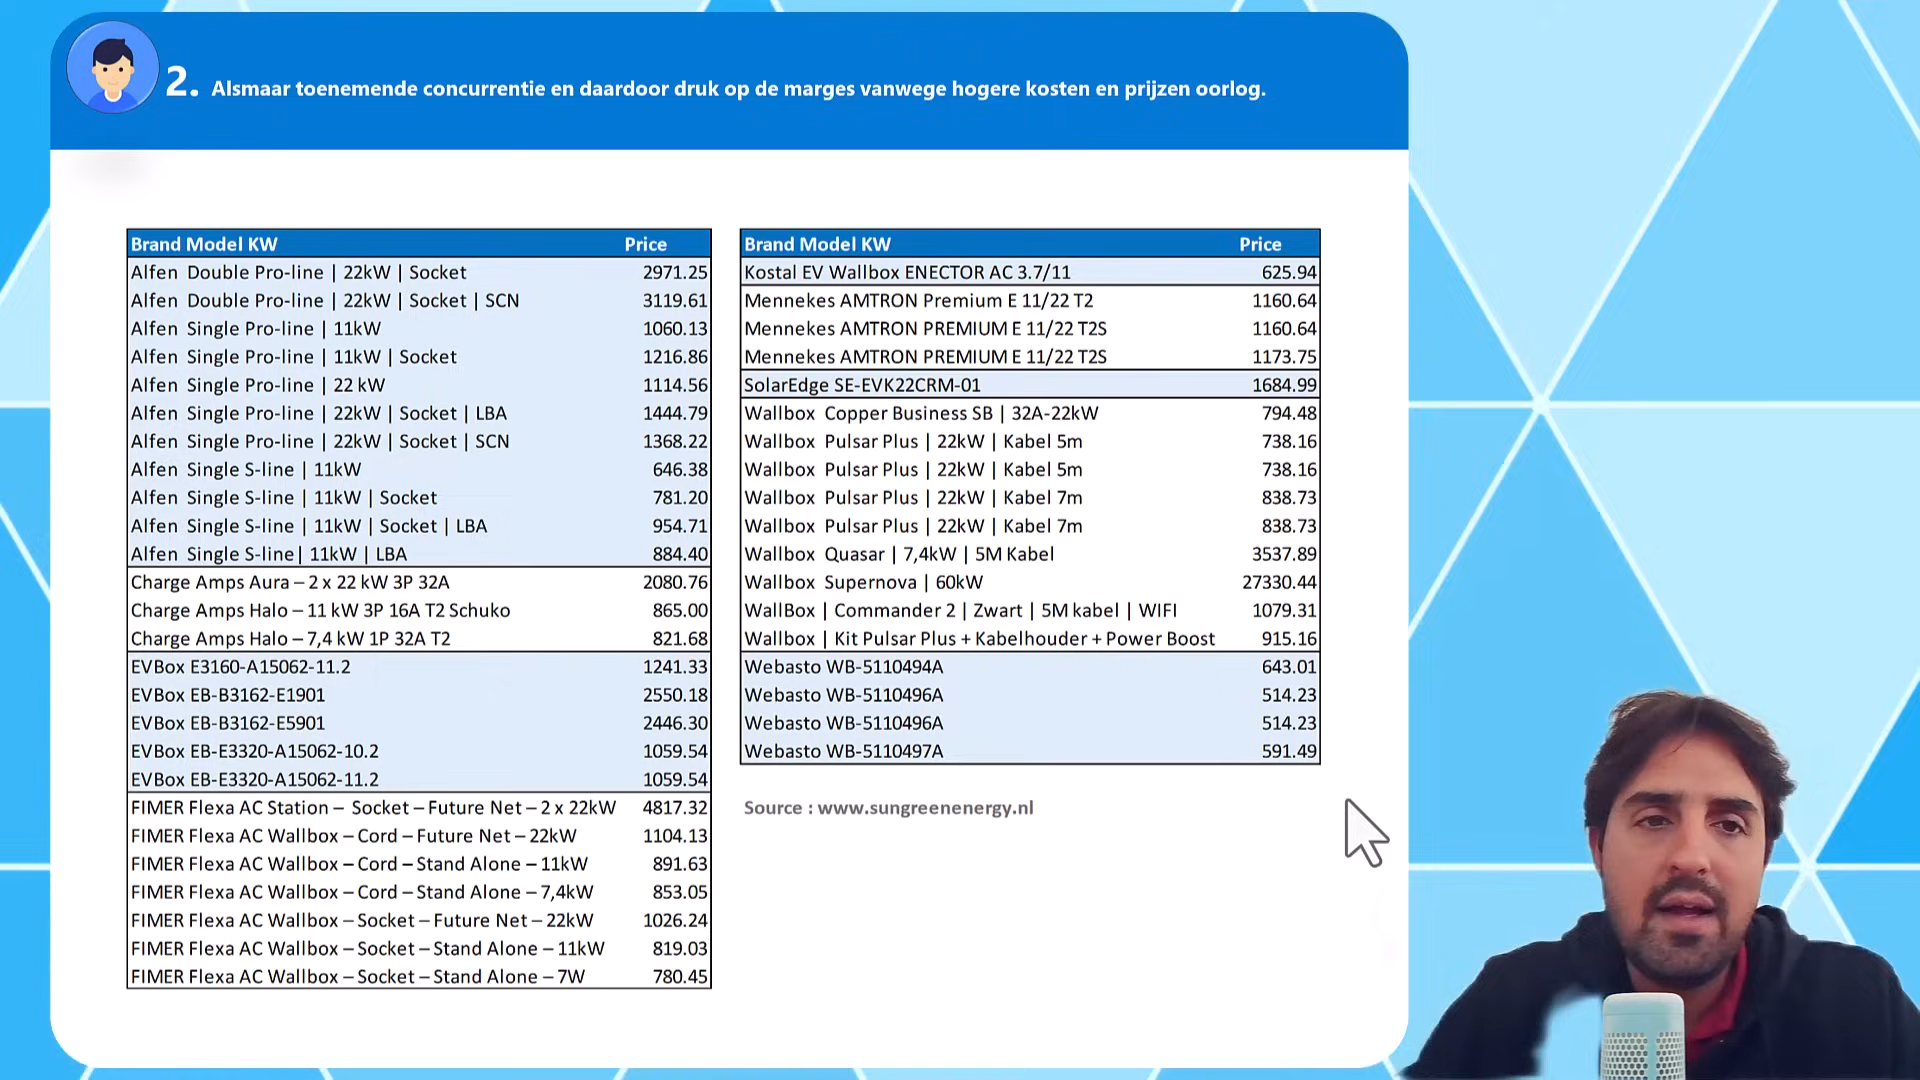 2. Alsmaar toenemende concurrentie en daardoor druk op de marges vanwege hogere kosten en prijzen oorlog.
Brand Model KW Price
Alfen Double Pro-line | 22kW | Socket 2971.25
Alfen Double Pro-line | 22kW | Socket | SCN 3119.61
Alfen Single Pro-line | 11kW 1060.13
Alfen Single Pro-line | 11kW | Socket 1216.86
Alfen Single Pro-line | 22 kW 1114.56
Alfen Single Pro-line | 22kW | Socket | LBA 1444.79
Alfen Single Pro-line | 22kW | Socket | SCN 1368.22
Alfen Single S-line | 11kW 646.38
Alfen Single S-line | 11kW | Socket 781.20
Alfen Single S-line | 11kW | Socket | LBA 954.71
Alfen Single S-line| 11kW | LBA 884.40
Charge Amps Aura – 2 x 22 kW 3P 32A 2080.76
Charge Amps Halo – 11 kW 3P 16A T2 Schuko 865.00
Charge Amps Halo – 7,4 kW 1P 32A T2 821.68
EVBox E3160-A15062-11.2 1241.33
EVBox EB-B3162-E1901 2550.18
EVBox EB-B3162-E5901 2446.30
EVBox EB-E3320-A15062-10.2 1059.54
EVBox EB-E3320-A15062-11.2 1059.54
FIMER Flexa AC Station – Socket – Future Net – 2 x 22kW 4817.32
FIMER Flexa AC Wallbox – Cord – Future Net – 22kW 1104.13
FIMER Flexa AC Wallbox – Cord – Stand Alone – 11kW 891.63
FIMER Flexa AC Wallbox – Cord – Stand Alone – 7,4kW 853.05
FIMER Flexa AC Wallbox – Socket – Future Net – 22kW 1026.24
FIMER Flexa AC Wallbox – Socket – Stand Alone – 11kW 819.03
FIMER Flexa AC Wallbox – Socket – Stand Alone – 7W 780.45
Brand Model KW Price
Kostal EV Wallbox ENECTOR AC 3.7/11 625.94
Mennekes AMTRON Premium E 11/22 T2 1160.64
Mennekes AMTRON PREMIUM E 11/22 T2S 1160.64
Mennekes AMTRON PREMIUM E 11/22 T2S 1173.75
SolarEdge SE-EVK22CRM-01 1684.99
Wallbox Copper Business SB | 32A-22kW 794.48
Wallbox Pulsar Plus | 22kW | Kabel 5m 738.16
Wallbox Pulsar Plus | 22kW | Kabel 5m 738.16
Wallbox Pulsar Plus | 22kW | Kabel 7m 838.73
Wallbox Pulsar Plus | 22kW | Kabel 7m 838.73
Wallbox Quasar | 7,4kW | 5M Kabel 3537.89
Wallbox Supernova | 60kW 27330.44
WallBox | Commander 2 | Zwart | 5M kabel | WIFI 1079.31
Wallbox | Kit Pulsar Plus + Kabelhouder + Power Boost 915.16
Webasto WB-5110494A 643.01
Webasto WB-5110496A 514.23
Webasto WB-5110496A 514.23
Webasto WB-5110497A 591.49
Source : www.sungreenenergy.nl